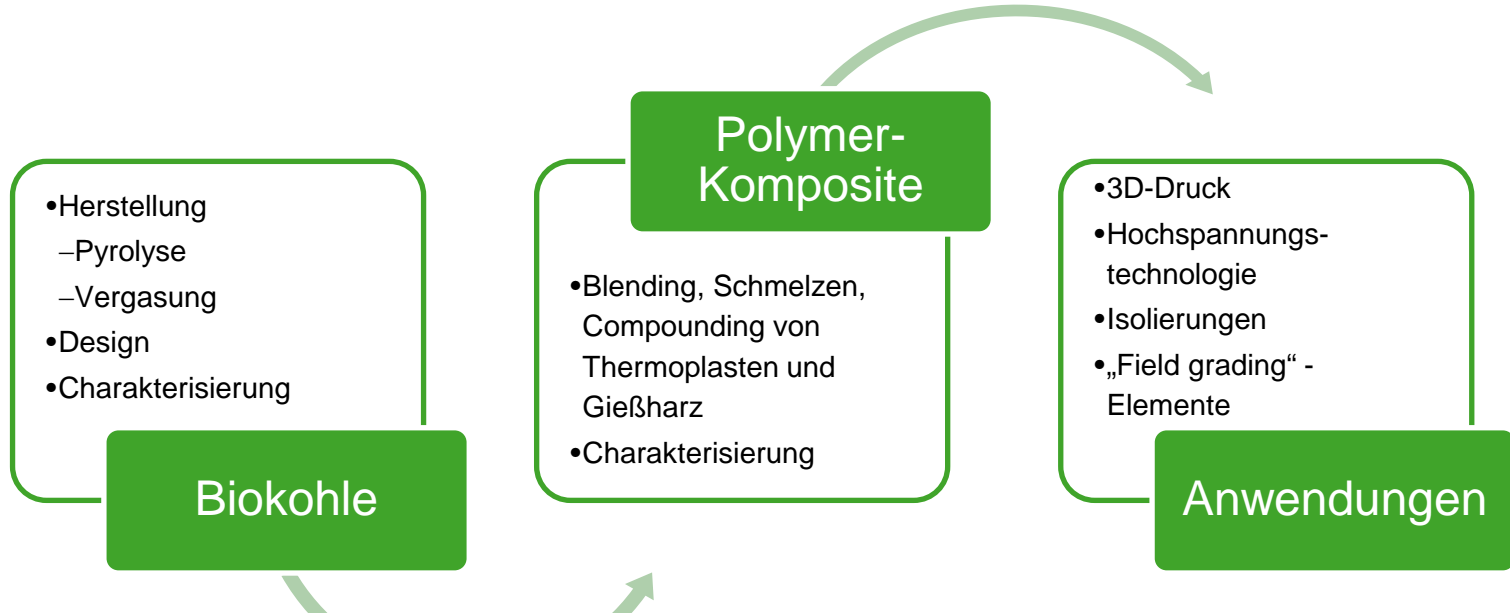 •Herstellung
–Pyrolyse
–Vergasung
•Design
•Charakterisierung
Biokohle
Polymer-
Komposite
•Blending, Schmelzen,
Compounding von
Thermoplasten und
Gießharz
•Charakterisierung
•3D-Druck
•Hochspannungs-
technologie
•Isolierungen
•„Field grading“ -
Elemente
Anwendungen